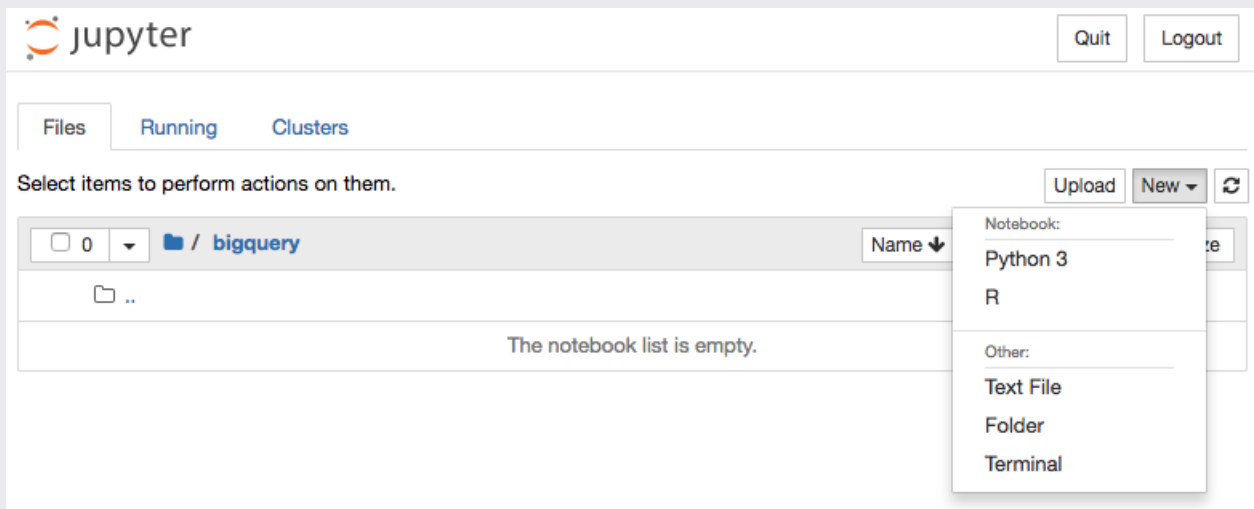 jupyter
Quit Logout
Files Running Clusters
Select items to perform actions on them.
Upload New
0 / bigquery Name ze
..
The notebook list is empty.
Notebook:
Python 3
R
Other:
Text File
Folder
Terminal